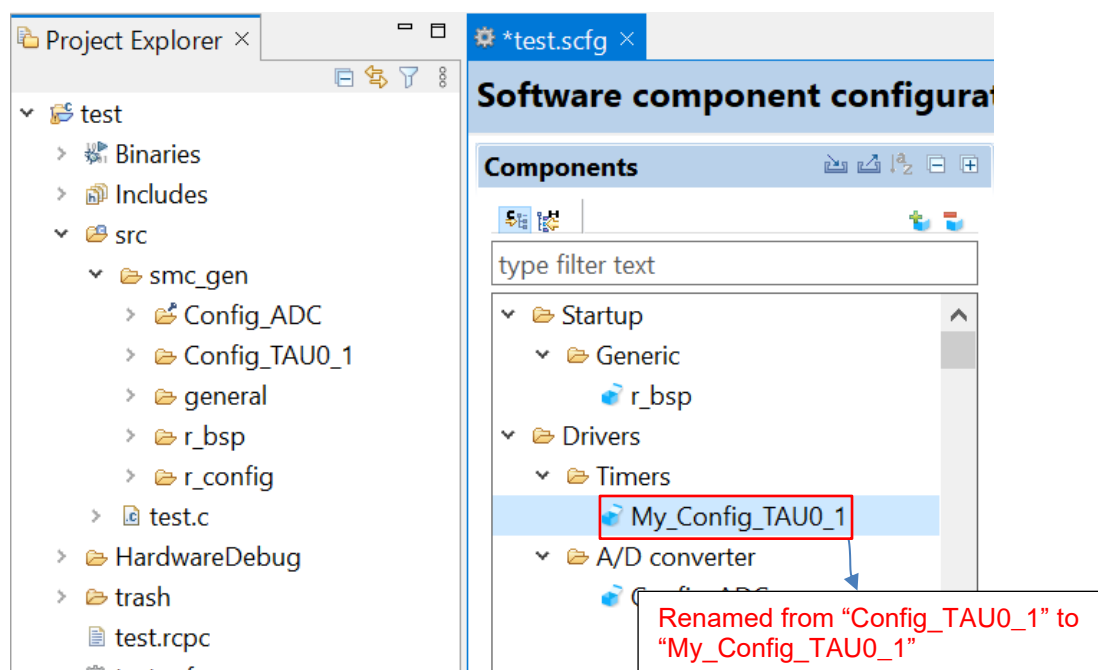 Project Explorer
test
Binaries
Includes
src
smc_gen
Config_ADC
Config_TAU0_1
general
r_bsp
r_config
test.c
HardwareDebug
trash
test.rcpc
*test.scfg
Software component configura
Components
type filter text
Startup
Generic
r_bsp
Drivers
Timers
My_Config_TAU0_1
A/D converter
Renamed from “Config_TAU0_1” to
“My_Config_TAU0_1”